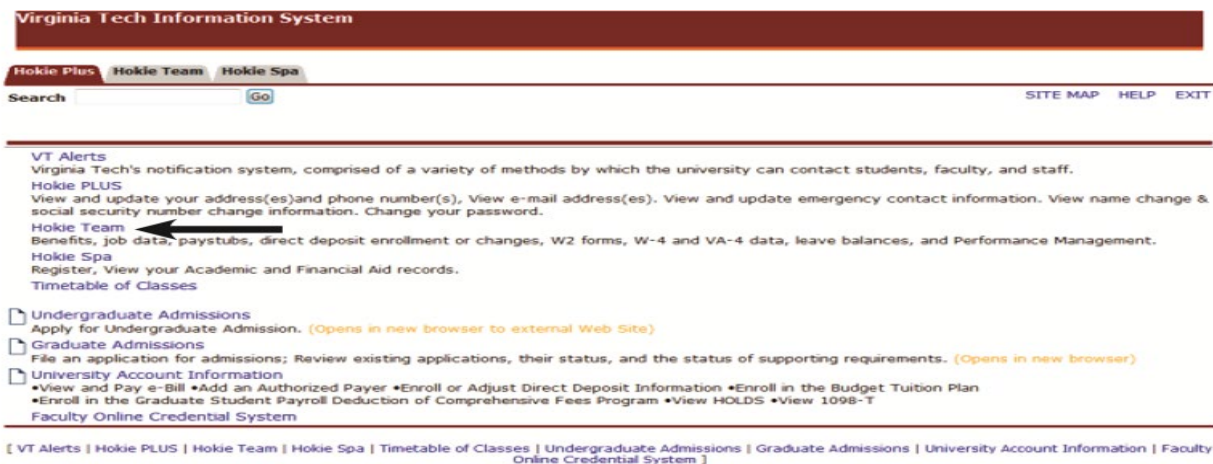 Virginia Tech Information System
Hokie Plus Hokie Team Hokie Spa
Search Go SITE MAP HELP EXIT
VT Alerts
Virginia Tech's notification system, comprised of a variety of methods by which the university can contact students, faculty, and staff.
Hokie PLUS
View and update your address(es)and phone number(s), View e-mail address(es). View and update emergency contact information. View name change &
social security number change information. Change your password.
Hokie Team
Benefits, job data, paystubs, direct deposit enrollment or changes, W2 forms, W-4 and VA-4 data, leave balances, and Performance Management.
Hokie Spa
Register, View your Academic and Financial Aid records.
Timetable of Classes
Undergraduate Admissions
Apply for Undergraduate Admission. (Opens in new browser to external Web Site)
Graduate Admissions
File an application for admissions; Review existing applications, their status, and the status of supporting requirements. (Opens in new browser)
University Account Information
•View and Pay e-Bill •Add an Authorized Payer •Enroll or Adjust Direct Deposit Information •Enroll in the Budget Tuition Plan
•Enroll in the Graduate Student Payroll Deduction of Comprehensive Fees Program •View HOLDS •View 1098-T
Faculty Online Credential System
[ VT Alerts | Hokie PLUS | Hokie Team | Hokie Spa | Timetable of Classes | Undergraduate Admissions | Graduate Admissions | University Account Information | Faculty
Online Credential System ]